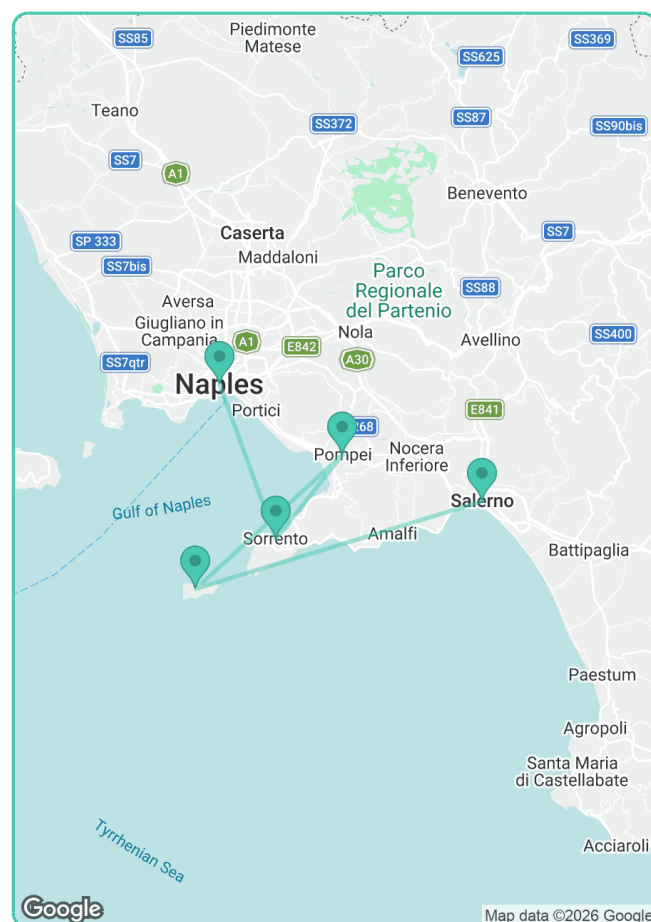 Piedimonte
Matese
SS85
SS369
SS625
Teano
SS87
SS372
SS90bis
SS7
A1
Benevento
Caserta
SS7
SP 333
Maddaloni
SS7bis
Parco
Regionale
del Partenio
SS88
Aversa
Giugliano in
Campania
Nola
SS400
Avellino
A1
E842
A30
SS7qtr
Naples
Portici
E841
268
Pompei
Nocera
Inferiore
Salerno
Gulf of Naples
Sorrento
Amalfi
Battipaglia
Paestum
Agropoli
Santa Maria
di Castellabate
Tyrrhenian Sea
Acciaroli
Google
Map data ©2026 Google